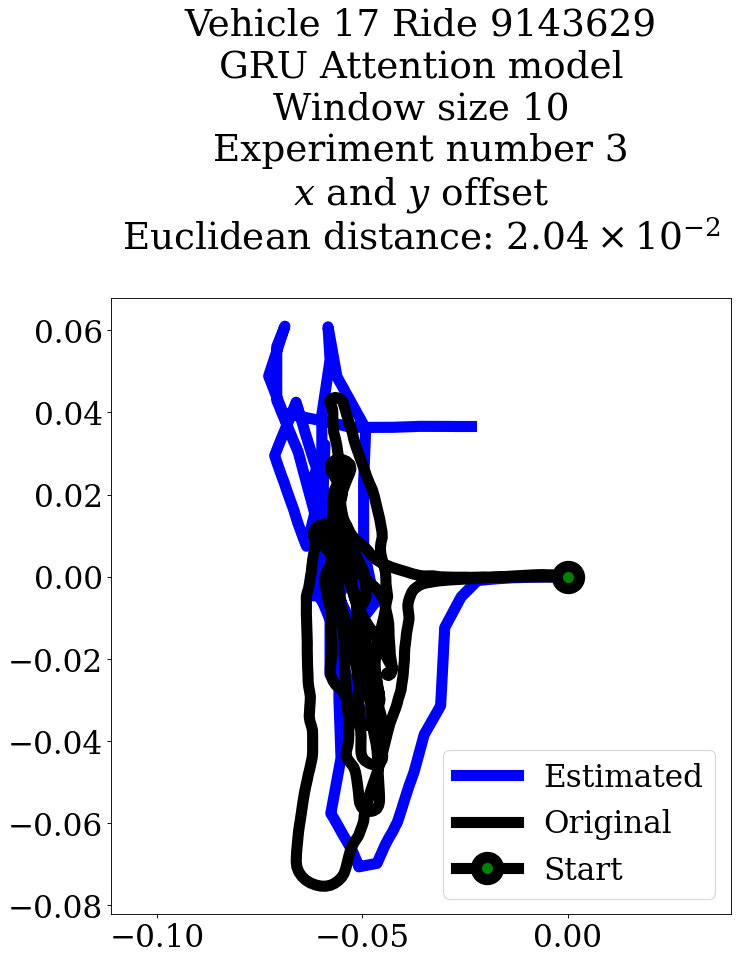 Vehicle 17 Ride 9143629
GRU Attention model
Window size 10
Experiment number 3
x and y offset
Euclidean distance: 2.04 × 10⁻²
0.06
0.04
0.02
0.00
−0.02
−0.04
−0.06
−0.08
Estimated
Original
Start
−0.10
−0.05
0.00